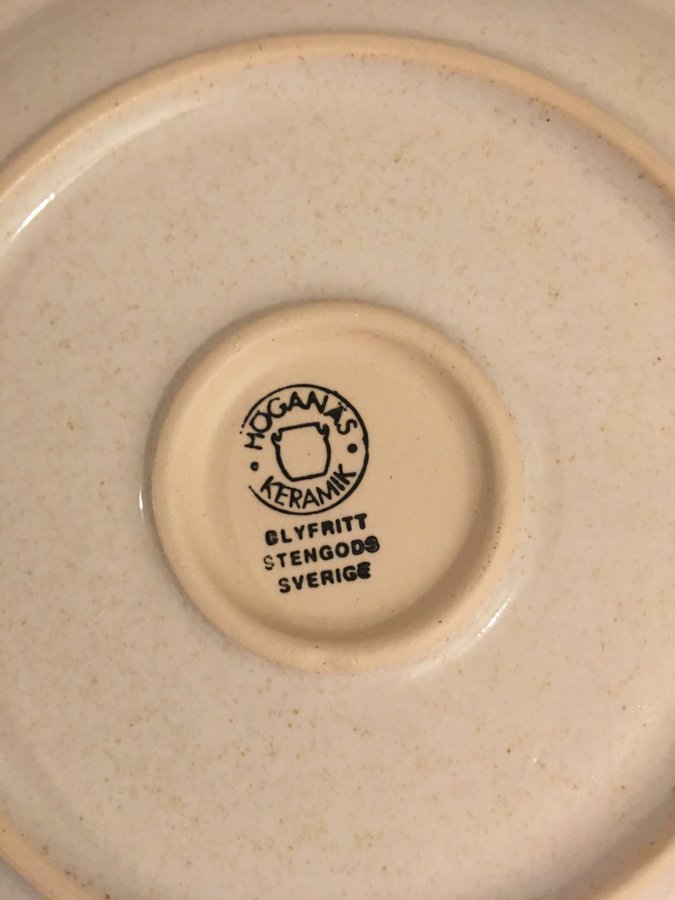 HÖGANÄS
KERAMIK
BLYFRITT
STENGODS
SVERIGE